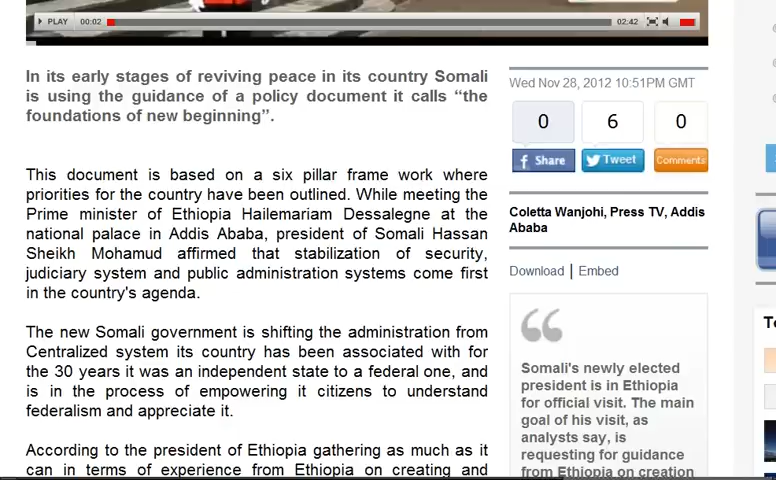 PLAY
00:02
02:42
In its early stages of reviving peace in its country Somali
is using the guidance of a policy document it calls “the
foundations of new beginning”.
This document is based on a six pillar frame work where
priorities for the country have been outlined. While meeting the
Prime minister of Ethiopia Hailemariam Dessalegne at the
national palace in Addis Ababa, president of Somali Hassan
Sheikh Mohamud affirmed that stabilization of security,
judiciary system and public administration systems come first
in the country's agenda.
The new Somali government is shifting the administration from
Centralized system its country has been associated with for
the 30 years it was an independent state to a federal one, and
is in the process of empowering it citizens to understand
federalism and appreciate it.
According to the president of Ethiopia gathering as much as it
can in terms of experience from Ethiopia on creating and
Wed Nov 28, 2012 10:51PM GMT
0 6 0
f Share Tweet Comments
Coletta Wanjohi, Press TV, Addis
Ababa
Download | Embed
Somali's newly elected
president is in Ethiopia
for official visit. The main
goal of his visit, as
analysts say, is
requesting for guidance
from Ethiopia on creation